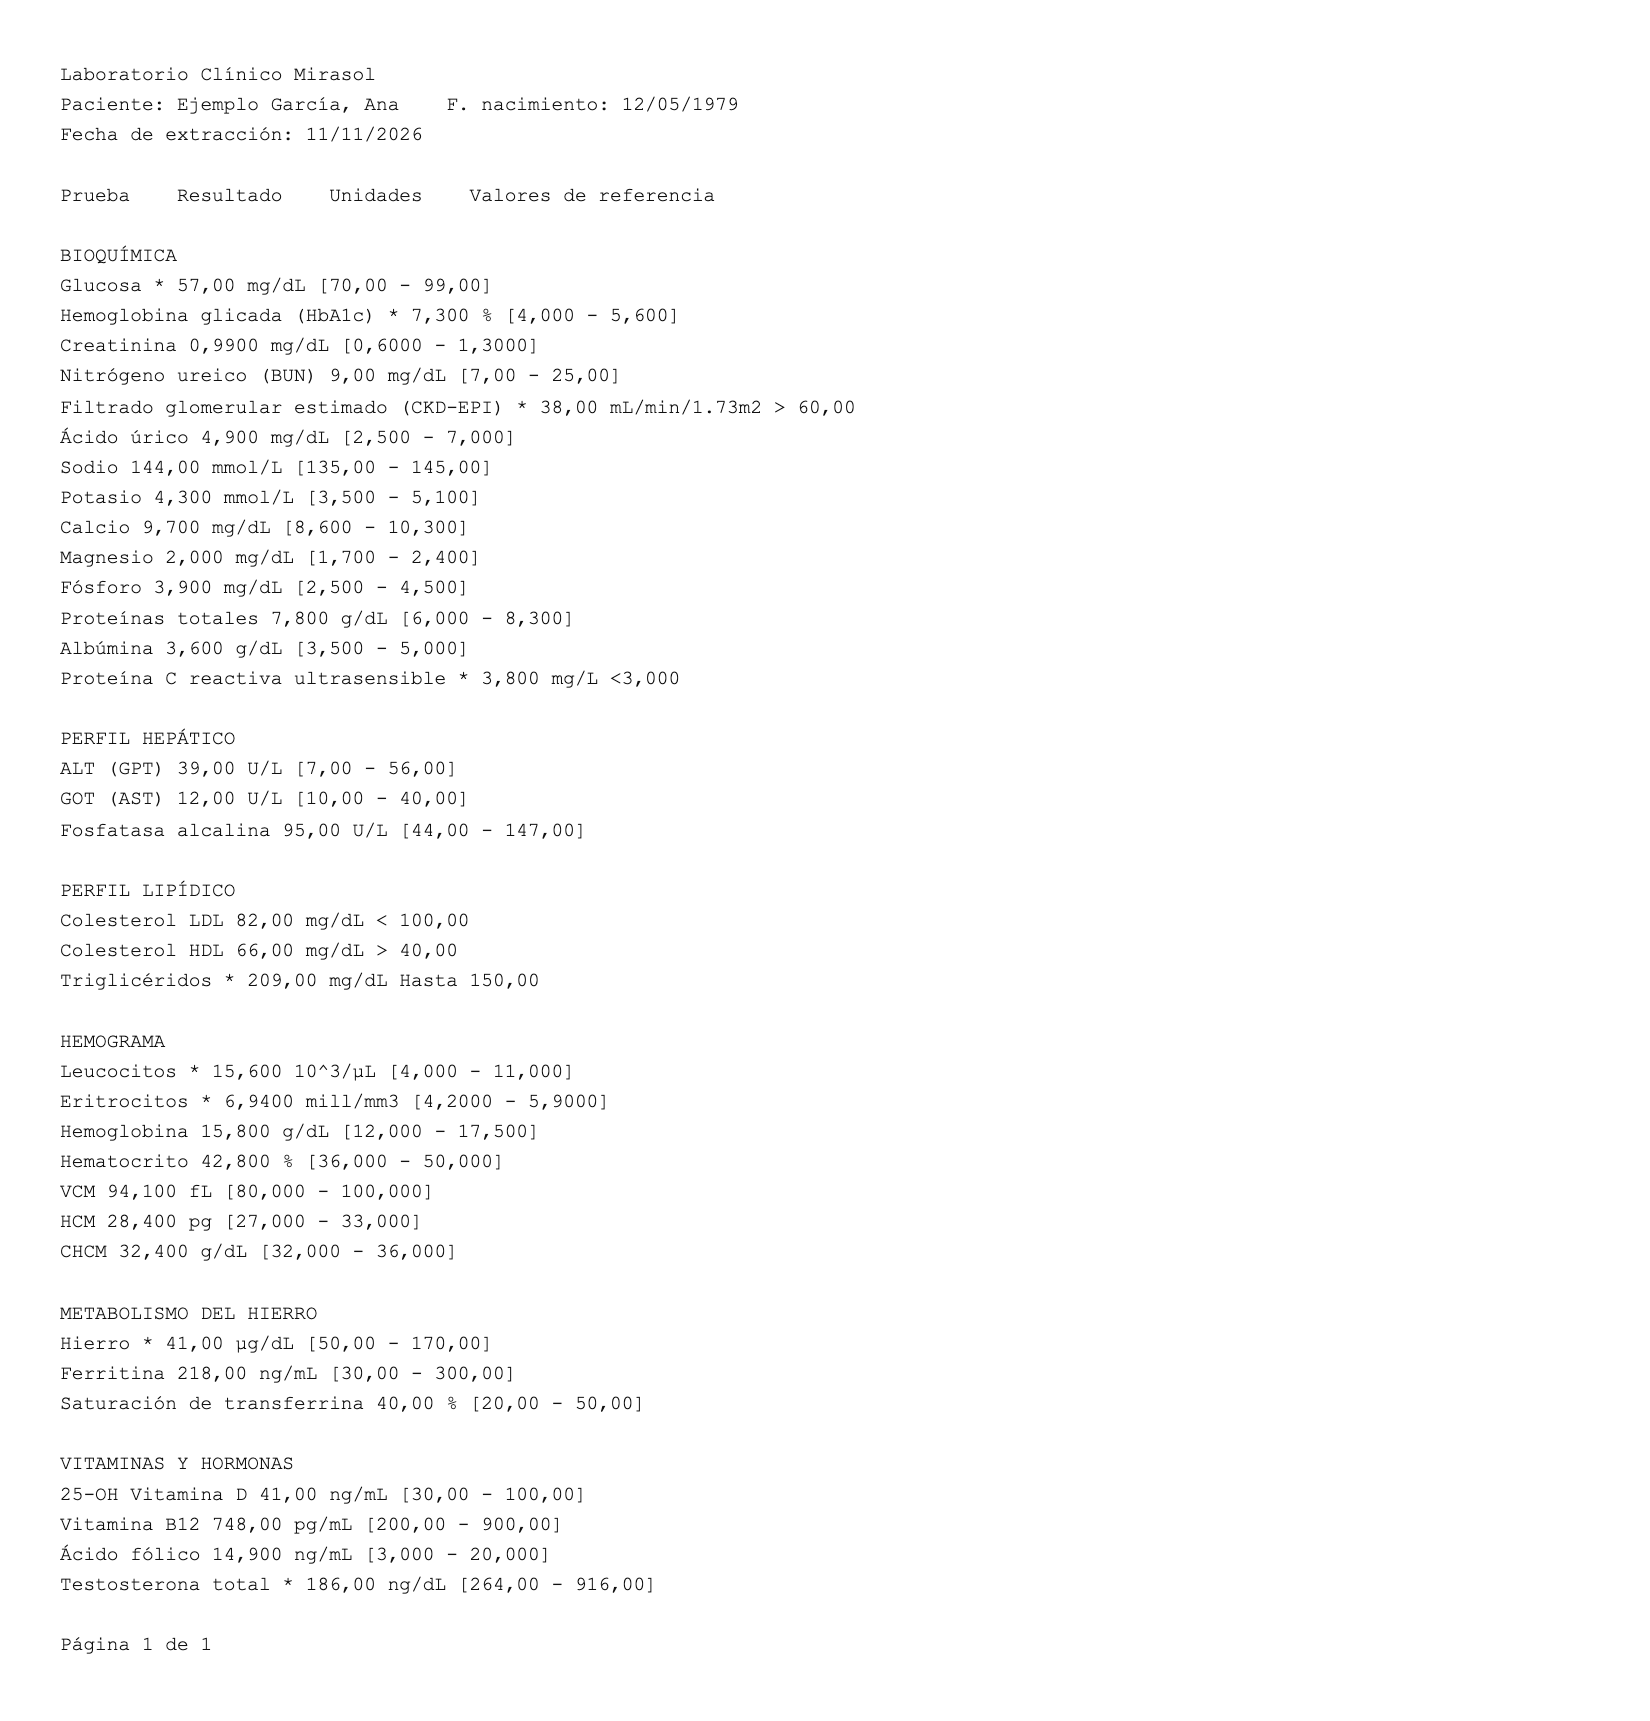 Laboratorio Clínico Mirasol
Paciente: Ejemplo García, Ana    F. nacimiento: 12/05/1979
Fecha de extracción: 11/11/2026
Prueba    Resultado    Unidades    Valores de referencia
BIOQUÍMICA
Glucosa * 57,00 mg/dL [70,00 - 99,00]
Hemoglobina glicada (HbA1c) * 7,300 % [4,000 - 5,600]
Creatinina 0,9900 mg/dL [0,6000 - 1,3000]
Nitrógeno ureico (BUN) 9,00 mg/dL [7,00 - 25,00]
Filtrado glomerular estimado (CKD-EPI) * 38,00 mL/min/1.73m2 > 60,00
Ácido úrico 4,900 mg/dL [2,500 - 7,000]
Sodio 144,00 mmol/L [135,00 - 145,00]
Potasio 4,300 mmol/L [3,500 - 5,100]
Calcio 9,700 mg/dL [8,600 - 10,300]
Magnesio 2,000 mg/dL [1,700 - 2,400]
Fósforo 3,900 mg/dL [2,500 - 4,500]
Proteínas totales 7,800 g/dL [6,000 - 8,300]
Albúmina 3,600 g/dL [3,500 - 5,000]
Proteína C reactiva ultrasensible * 3,800 mg/L <3,000
PERFIL HEPÁTICO
ALT (GPT) 39,00 U/L [7,00 - 56,00]
GOT (AST) 12,00 U/L [10,00 - 40,00]
Fosfatasa alcalina 95,00 U/L [44,00 - 147,00]
PERFIL LIPÍDICO
Colesterol LDL 82,00 mg/dL < 100,00
Colesterol HDL 66,00 mg/dL > 40,00
Triglicéridos * 209,00 mg/dL Hasta 150,00
HEMOGRAMA
Leucocitos * 15,600 10^3/µL [4,000 - 11,000]
Eritrocitos * 6,9400 mill/mm3 [4,2000 - 5,9000]
Hemoglobina 15,800 g/dL [12,000 - 17,500]
Hematocrito 42,800 % [36,000 - 50,000]
VCM 94,100 fL [80,000 - 100,000]
HCM 28,400 pg [27,000 - 33,000]
CHCM 32,400 g/dL [32,000 - 36,000]
METABOLISMO DEL HIERRO
Hierro * 41,00 µg/dL [50,00 - 170,00]
Ferritina 218,00 ng/mL [30,00 - 300,00]
Saturación de transferrina 40,00 % [20,00 - 50,00]
VITAMINAS Y HORMONAS
25-OH Vitamina D 41,00 ng/mL [30,00 - 100,00]
Vitamina B12 748,00 pg/mL [200,00 - 900,00]
Ácido fólico 14,900 ng/mL [3,000 - 20,000]
Testosterona total * 186,00 ng/dL [264,00 - 916,00]
Página 1 de 1